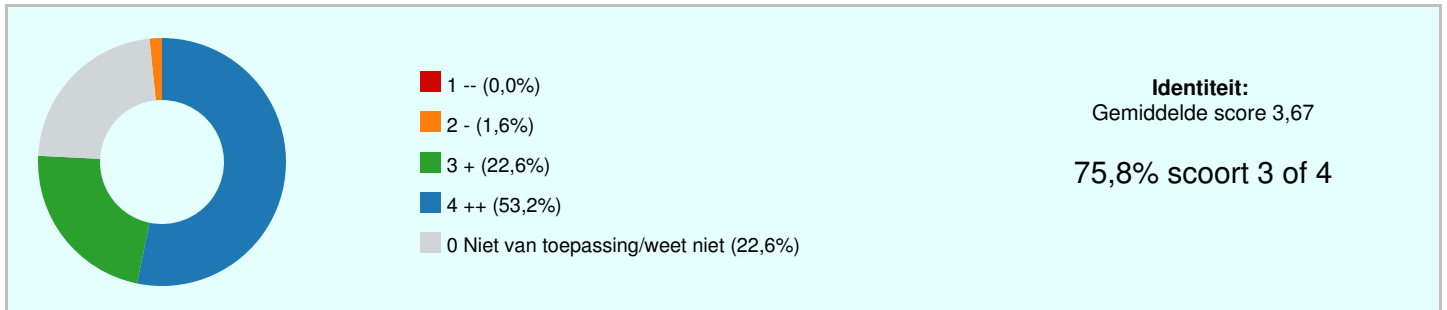 1 -- (0,0%)
2 - (1,6%)
3 + (22,6%)
4 ++ (53,2%)
0 Niet van toepassing/weet niet (22,6%)
Identiteit:
Gemiddelde score 3,67
75,8% scoort 3 of 4